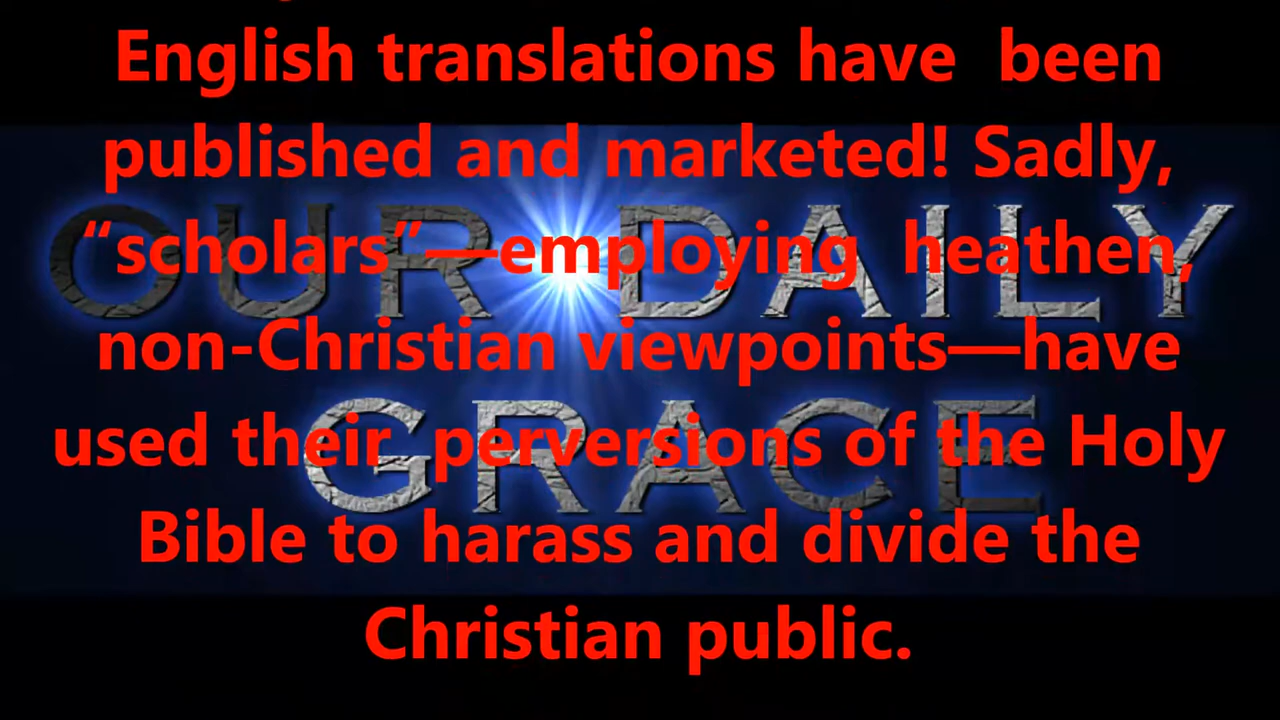 English translations have been
published and marketed! Sadly,
“scholars”—employing heathen,
non-Christian viewpoints—have
used their perversions of the Holy
Bible to harass and divide the
Christian public.
OUR DAILY
GRACE